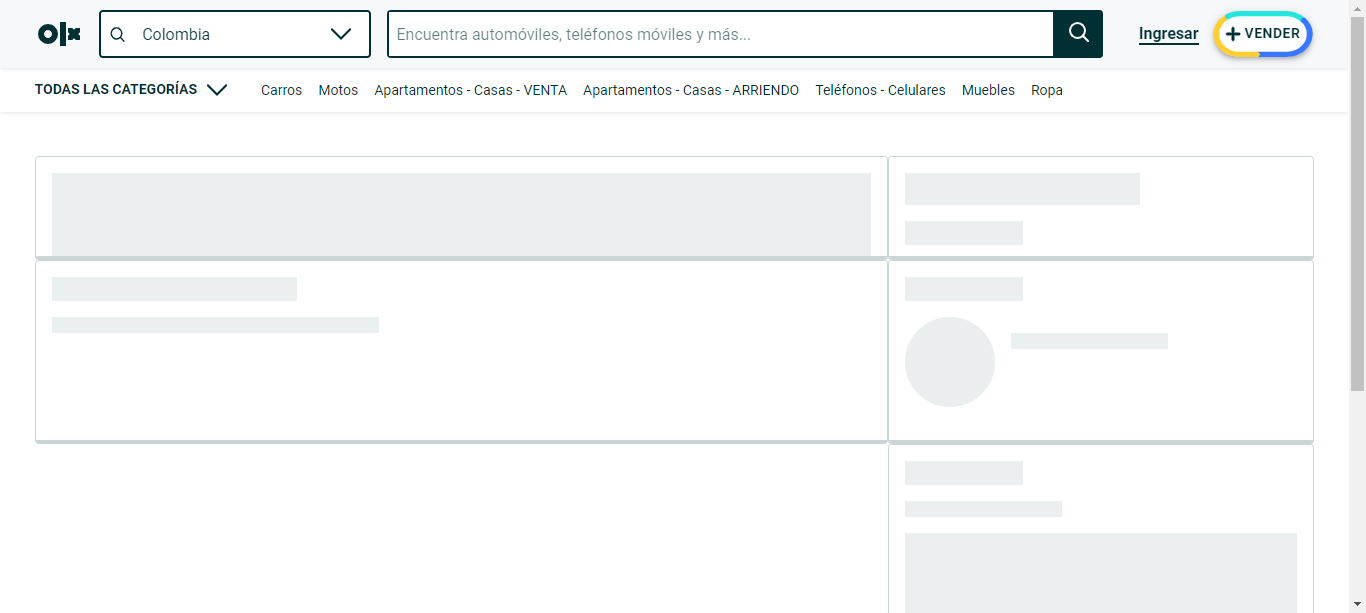 olx
Colombia
Encuentra automóviles, teléfonos móviles y más...
Ingresar
VENDER
TODAS LAS CATEGORÍAS
Carros
Motos
Apartamentos - Casas - VENTA
Apartamentos - Casas - ARRIENDO
Teléfonos - Celulares
Muebles
Ropa